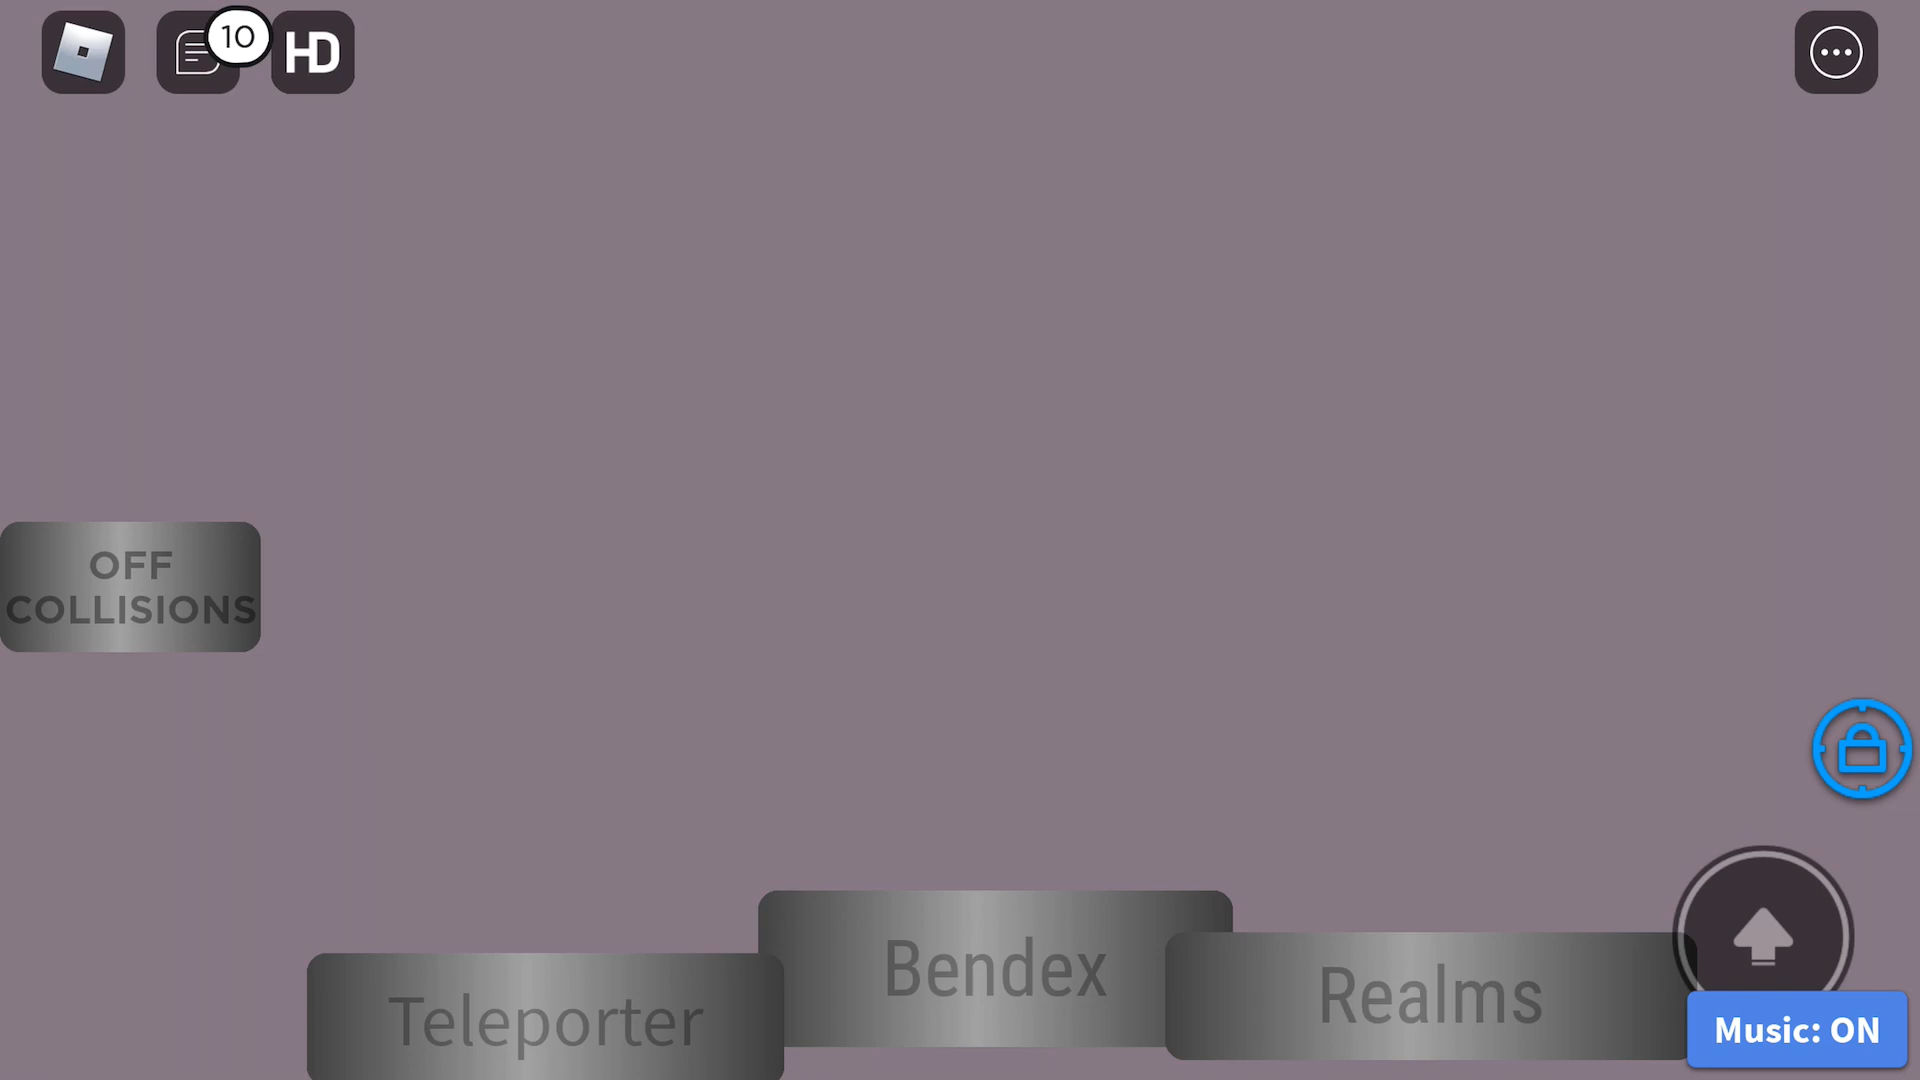 10
HD
OFF
COLLISIONS
Bendex
Teleporter
Realms
Music: ON